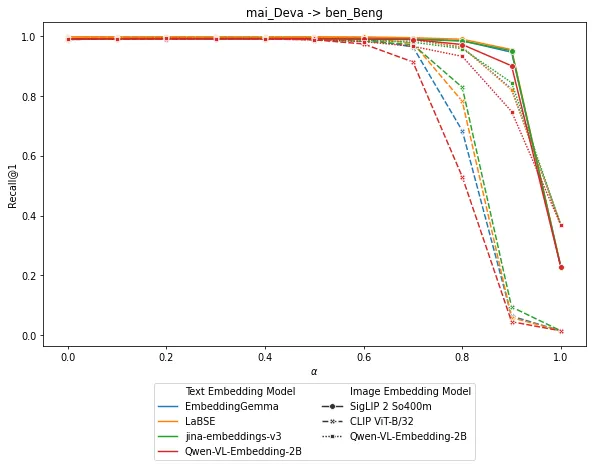 mai_Deva -> ben_Beng
1.0
0.8
0.6
0.4
0.2
0.0
Recall@1
0.0 0.2 0.4 0.6 0.8 1.0
α
Text Embedding Model Image Embedding Model
EmbeddingGemma SigLIP 2 So400m
LaBSE CLIP ViT-B/32
jina-embeddings-v3 Qwen-VL-Embedding-2B
Qwen-VL-Embedding-2B